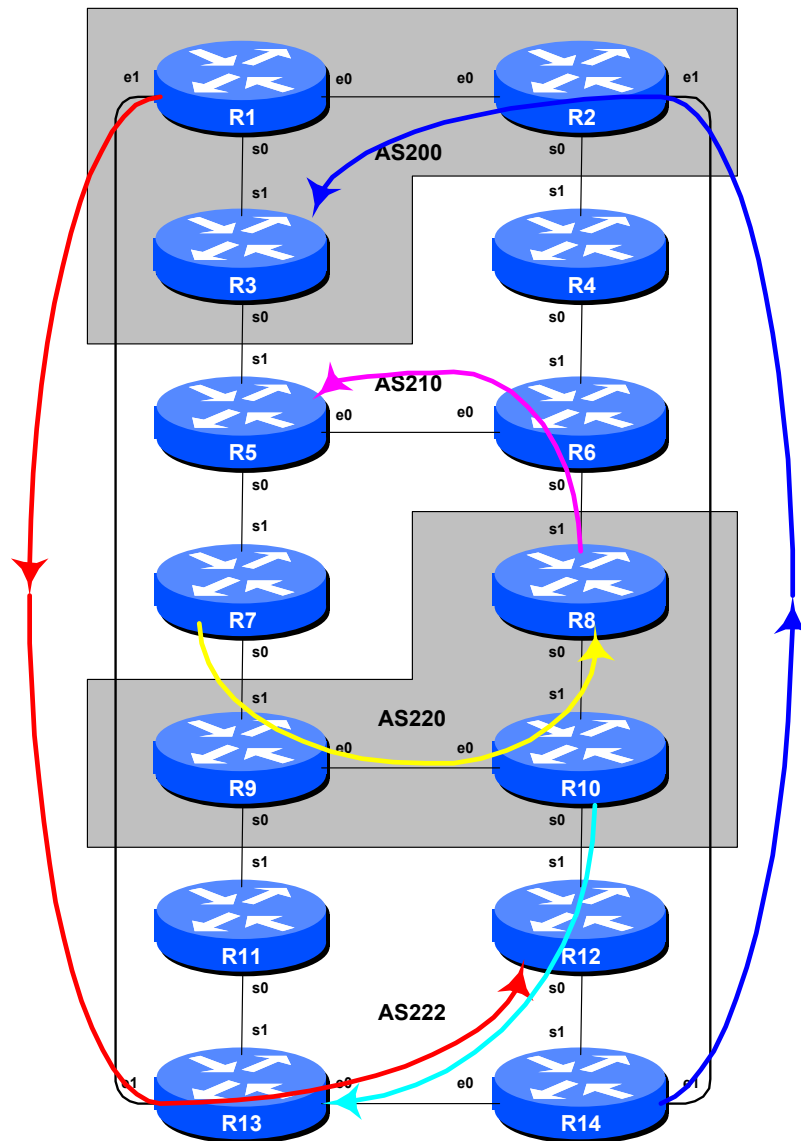 e1 e0 e0 e1
R1 R2
s0 s0
AS200
s1 s1
R3 R4
s0 s0
s1 s1
AS210
e0 e0
R5 R6
s0 s0
s1 s1
R7 R8
s0 s0
s1 s1
AS220
e0 e0
R9 R10
s0 s0
s1 s1
R11 R12
s0 s0
AS222
s1 s1
e1 e0 e0 e1
R13 R14